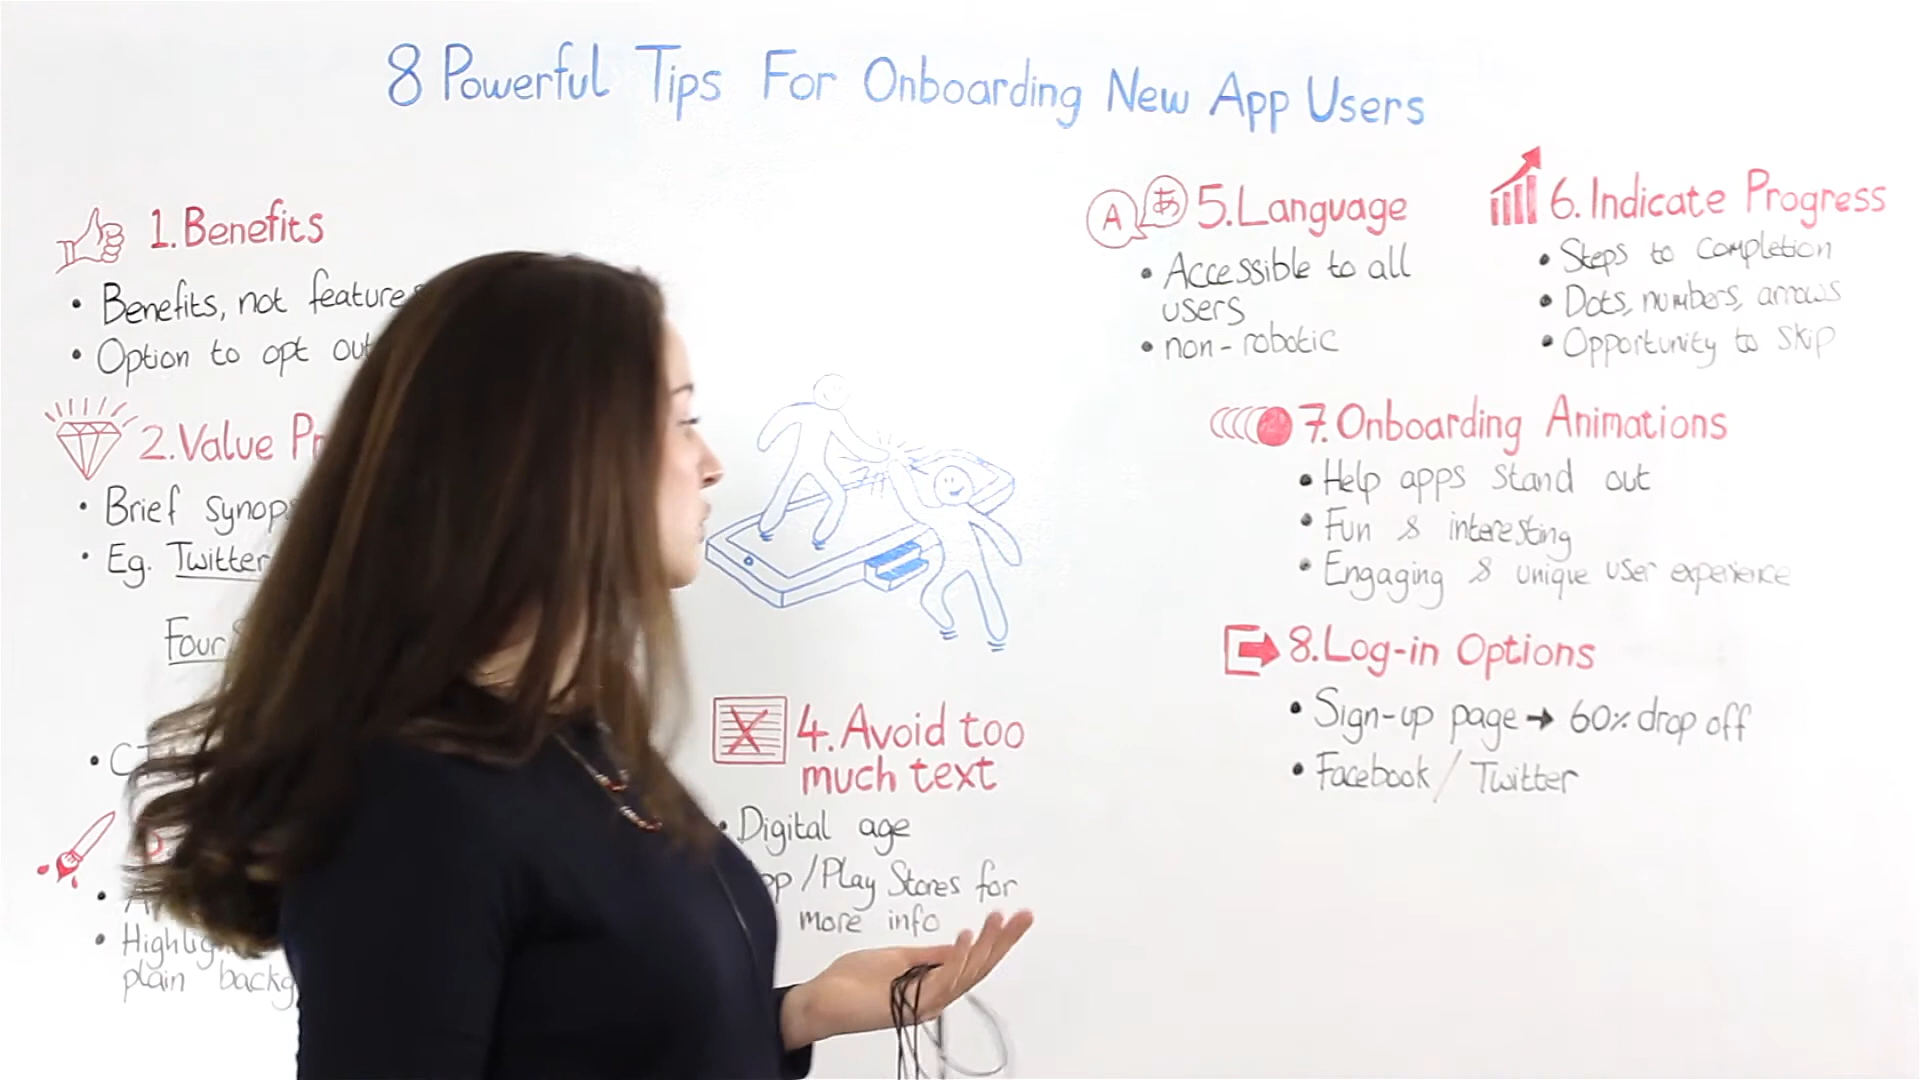 8 Powerful Tips For Onboarding New App Users
1. Benefits
• Benefits, not features
• Option to opt out
2. Value
• Brief
• Eg. Twitter
Four
•
•
• Highlight
plain
4. Avoid too
much text
• Digital age
/Play Stores for
more info
A あ 5. Language
• Accessible to all
users
• non-robotic
6. Indicate Progress
• Steps to completion
• Dots, numbers, arrows
• Opportunity to skip
7. Onboarding Animations
• Help apps stand out
• Fun & interesting
• Engaging & unique user experience
8. Log-in Options
• Sign-up page → 60% drop off
• Facebook / Twitter